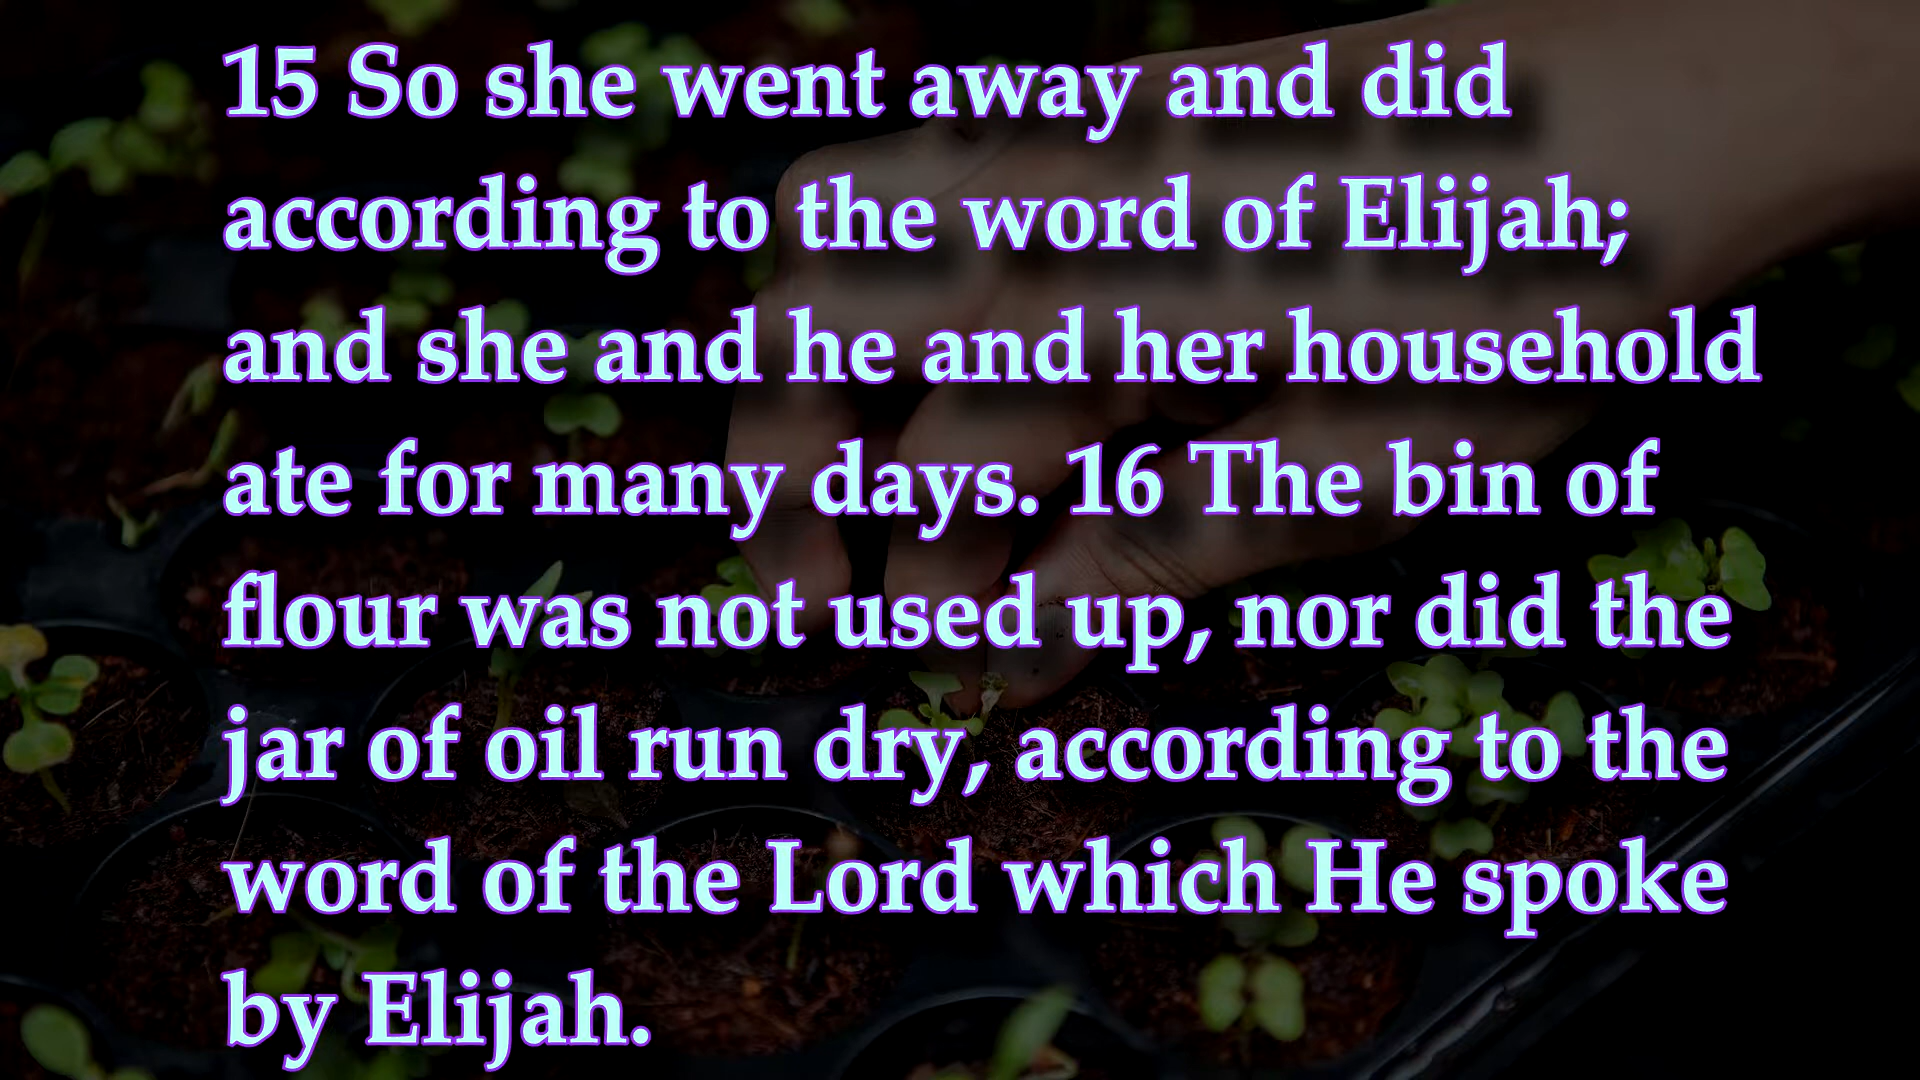 15 So she went away and did
according to the word of Elijah;
and she and he and her household
ate for many days. 16 The bin of
flour was not used up, nor did the
jar of oil run dry, according to the
word of the Lord which He spoke
by Elijah.